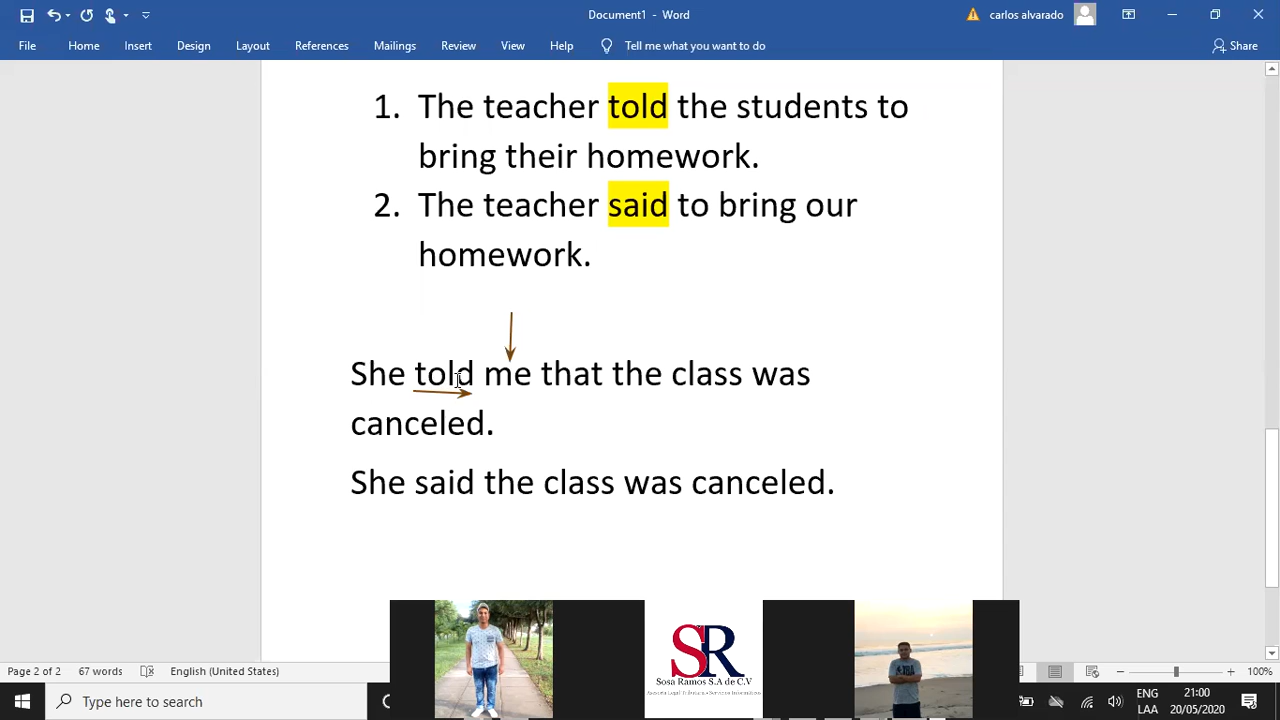 Document1 - Word
carlos alvarado
File Home Insert Design Layout References Mailings Review View Help Tell me what you want to do Share
1. The teacher told the students to
bring their homework.
2. The teacher said to bring our
homework.
She told me that the class was
canceled.
She said the class was canceled.
SR
Sosa Ramos S.A de C.V
Page 2 of 2 67 words English (United States) 100%
Type here to search
ENG 21:00
LAA 20/05/2020